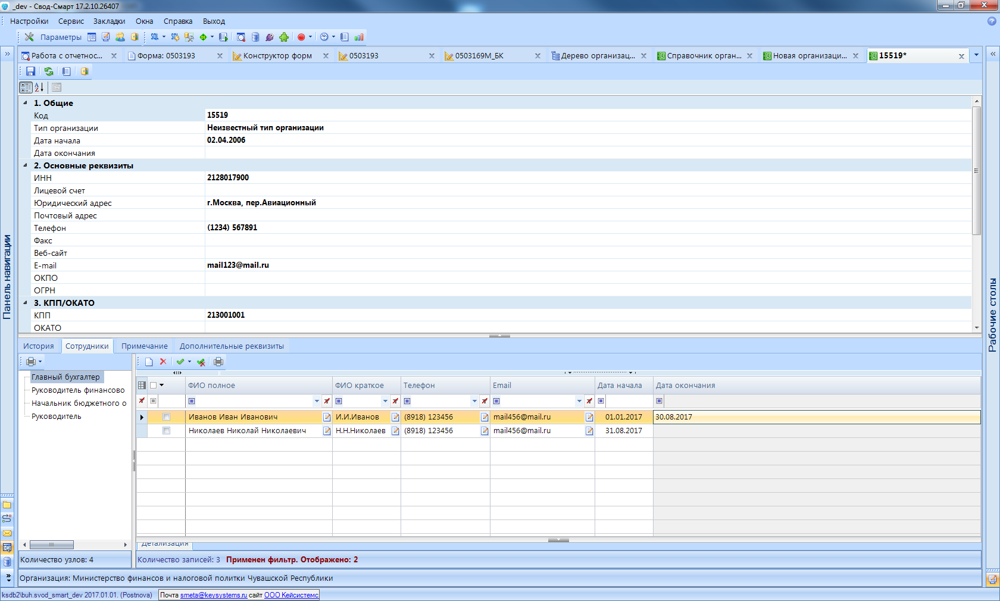 _dev - Свод-Смарт 17.2.10.26407
Настройки Сервис Закладки Окна Справка Выход
Параметры
Работа с отчетнос... Форма: 0503193 Конструктор форм 0503193 0503169М_БК Дерево организац... Справочник орган... Новая организаци... 15519*
1. Общие
Код 15519
Тип организации Неизвестный тип организации
Дата начала 02.04.2006
Дата окончания
2. Основные реквизиты
ИНН 2128017900
Лицевой счет
Юридический адрес г.Москва, пер.Авиационный
Почтовый адрес
Телефон (1234) 567891
Факс
Веб-сайт
E-mail mail123@mail.ru
ОКПО
ОГРН
3. КПП/ОКАТО
КПП 213001001
ОКАТО
Панель навигации
Рабочие столы
История Сотрудники Примечание Дополнительные реквизиты
Главный бухгалтер
Руководитель финансово
Начальник бюджетного о
Руководитель
ФИО полное ФИО краткое Телефон Email Дата начала Дата окончания
Иванов Иван Иванович И.И.Иванов (8918) 123456 mail456@mail.ru 01.01.2017 30.08.2017
Николаев Николай Николаевич Н.Н.Николаев (8918) 123456 mail456@mail.ru 31.08.2017
Детализация
Количество узлов: 4
Количество записей: 3 Применен фильтр. Отображено: 2
Организация: Министерство финансов и налоговой политки Чувашской Республики
ksdb2\buh.svod_smart_dev 2017.01.01. (Postnova) Почта smeta@keysystems.ru сайт ООО Кейсистемс